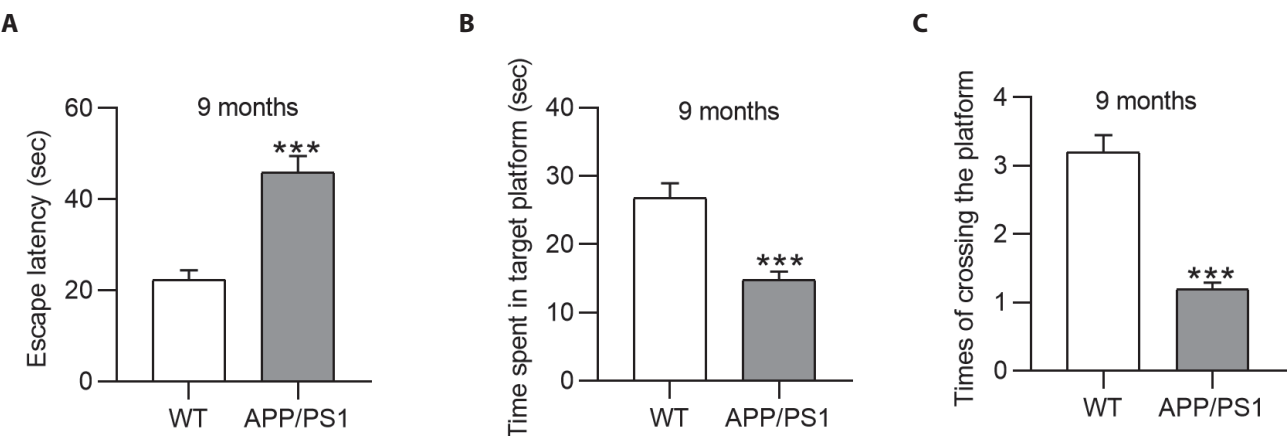 A
Escape latency (sec)
9 months
60
40
20
0
***
WT
APP/PS1
B
Time spent in target platform (sec)
9 months
40
30
20
10
0
***
WT
APP/PS1
C
Times of crossing the platform
9 months
4
3
2
1
0
***
WT
APP/PS1